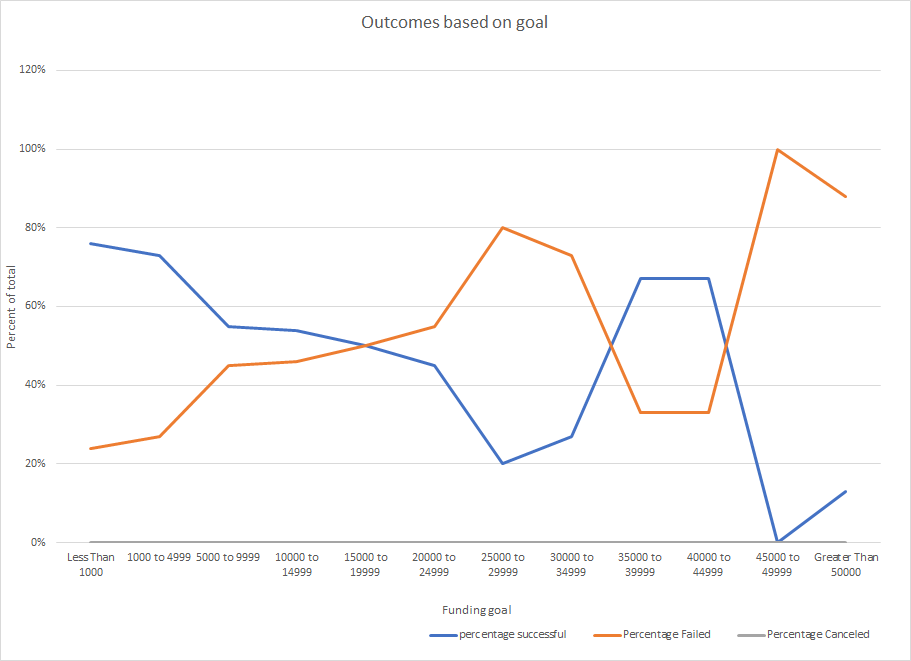 Outcomes based on goal
120%
100%
80%
60%
40%
20%
0%
Percent of total
Less Than 1000 to 4999 5000 to 9999 10000 to 15000 to 20000 to 25000 to 30000 to 35000 to 40000 to 45000 to Greater Than
1000 14999 19999 24999 29999 34999 39999 44999 49999 50000
Funding goal
percentage successful Percentage Failed Percentage Canceled